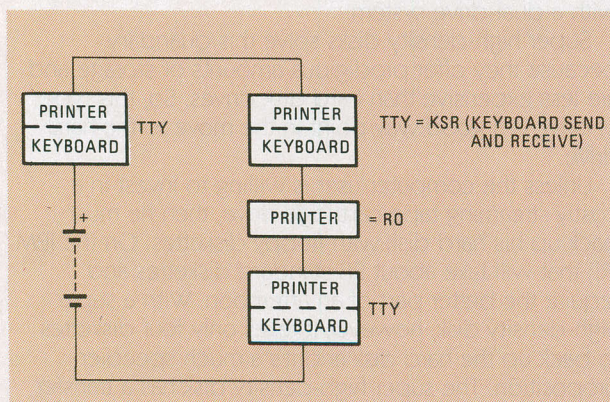 PRINTER
KEYBOARD
TTY
+
PRINTER
KEYBOARD
TTY = KSR (KEYBOARD SEND
AND RECEIVE)
PRINTER
= RO
PRINTER
KEYBOARD
TTY